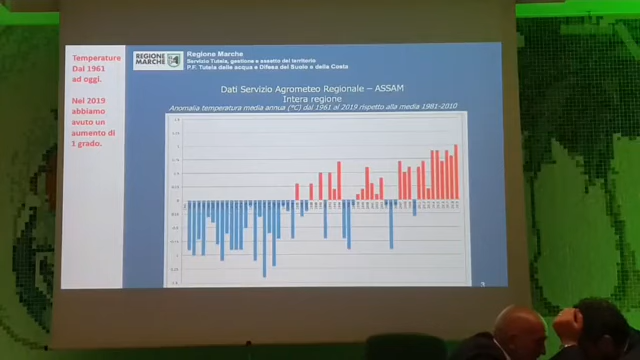 Temperature
Dal 1961
ad oggi.
Nel 2019
abbiamo
avuto un
aumento di
1 grado.
REGIONE
MARCHE
Regione Marche
Servizio Tutela, gestione e assetto del territorio
P.F. Tutela delle acque e Difesa del Suolo e della Costa
Dati Servizio Agrometeo Regionale – ASSAM
Intera regione
Anomalia temperatura media annua (°C) dal 1961 al 2019 rispetto alla media 1981-2010